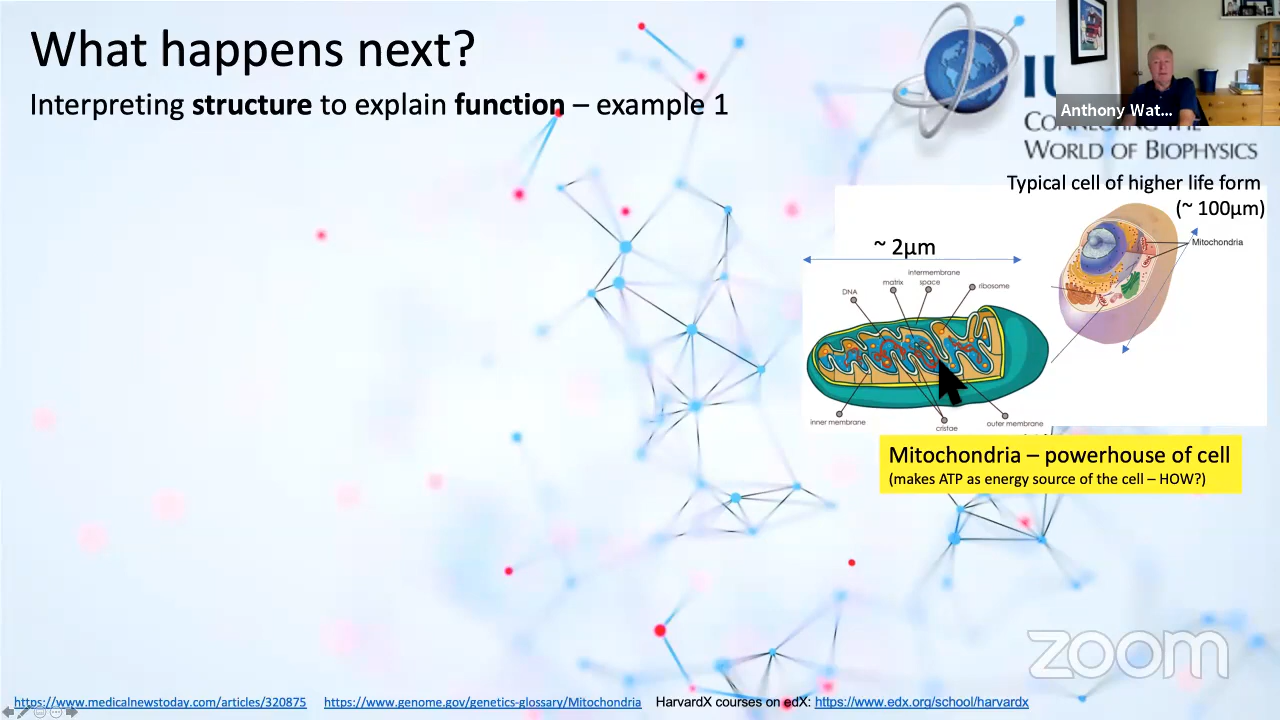 What happens next?
Interpreting structure to explain function – example 1
IU
Anthony Wat...
CONNECTING THE
WORLD OF BIOPHYSICS
Typical cell of higher life form
(~ 100µm)
Mitochondria
~ 2µm
DNA
matrix
intermembrane
space
ribosome
inner membrane
cristae
outer membrane
Mitochondria – powerhouse of cell
(makes ATP as energy source of the cell – HOW?)
zoom
https://www.medicalnewstoday.com/articles/320875 https://www.genome.gov/genetics-glossary/Mitochondria HarvardX courses on edX: https://www.edx.org/school/harvardx